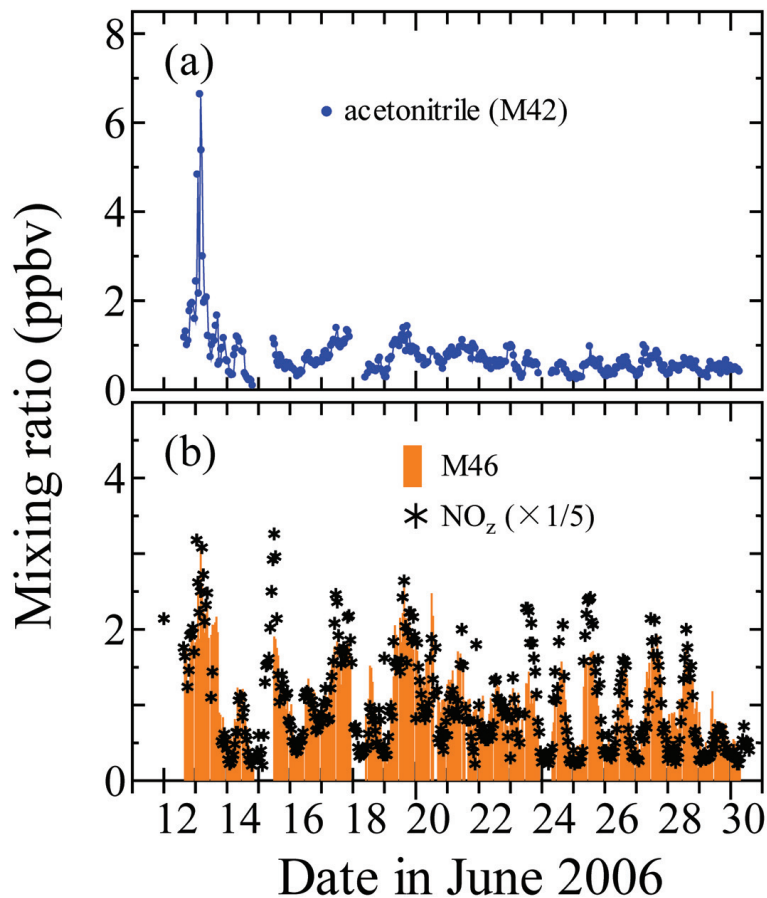 8
(a)
acetonitrile (M42)
6
4
2
0
Mixing ratio (ppbv)
(b)
M46
4
NOz (×1/5)
2
0
12 14 16 18 20 22 24 26 28 30
Date in June 2006